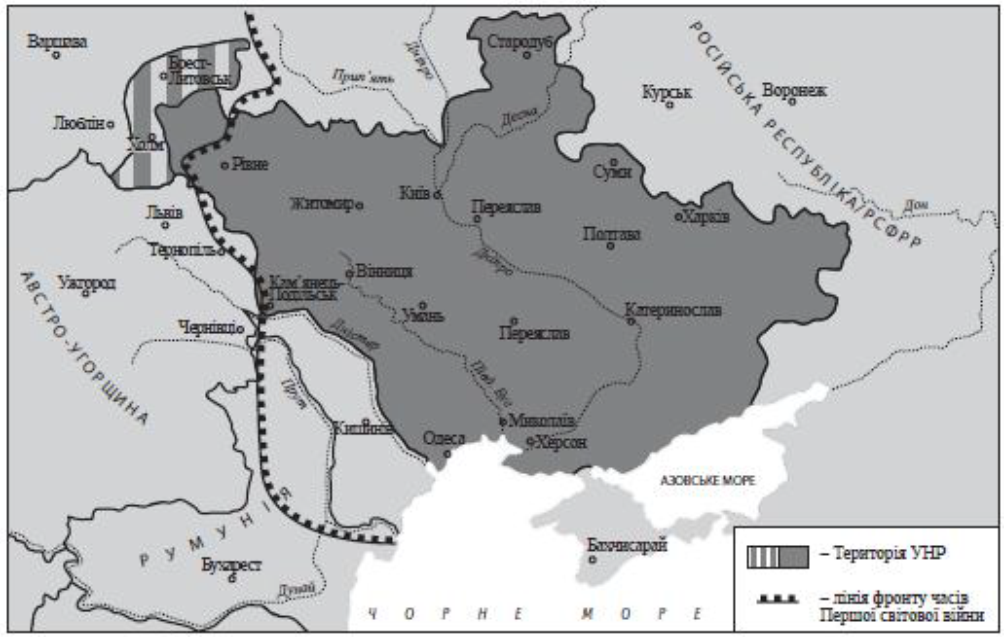 Варшава
Брест-
Литовськ
Прип'ять
Дніпро
Стародуб
РОСІЙСЬКА РЕСПУБЛІКА/РСФРР
Курськ
Воронеж
Люблін
Холм
Десна
Рівне
Суми
Київ
Житомир
Переяслав
Харків
Дон
Львів
Полтава
Тернопіль
Дніпро
Вінниця
Кам'янець-
Подільськ
Ужгород
АВСТРО-УГОРЩИНА
Умань
Катеринослав
Чернівці
Дністер
Переяслав
Прут
Півд. Буг
Кишинів
Миколаїв
Одеса
Херсон
АЗОВСЬКЕ МОРЕ
РУМУНІЯ
Бахчисарай
Бухарест
Дунай
ЧОРНЕ МОРЕ
– Територія УНР
– лінія фронту часів
Першої світової війни